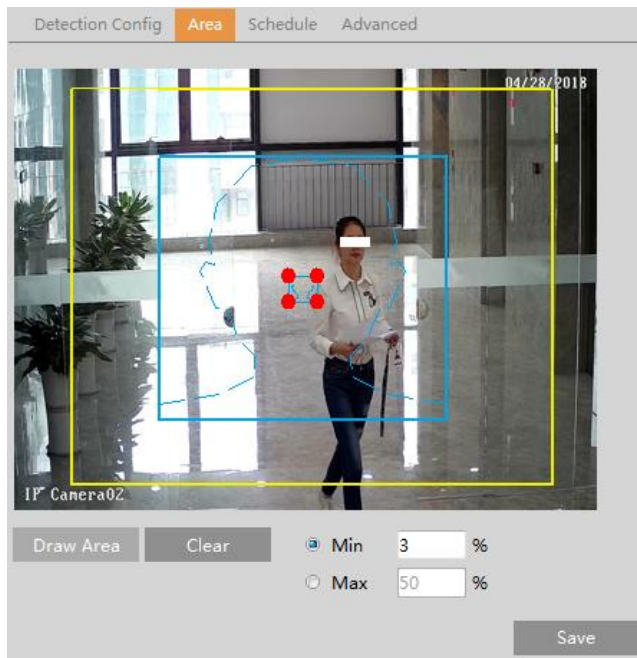 Detection Config Area Schedule Advanced
04/28/2018
IP Camera02
Draw Area Clear Min 3 %
Max 50 %
Save